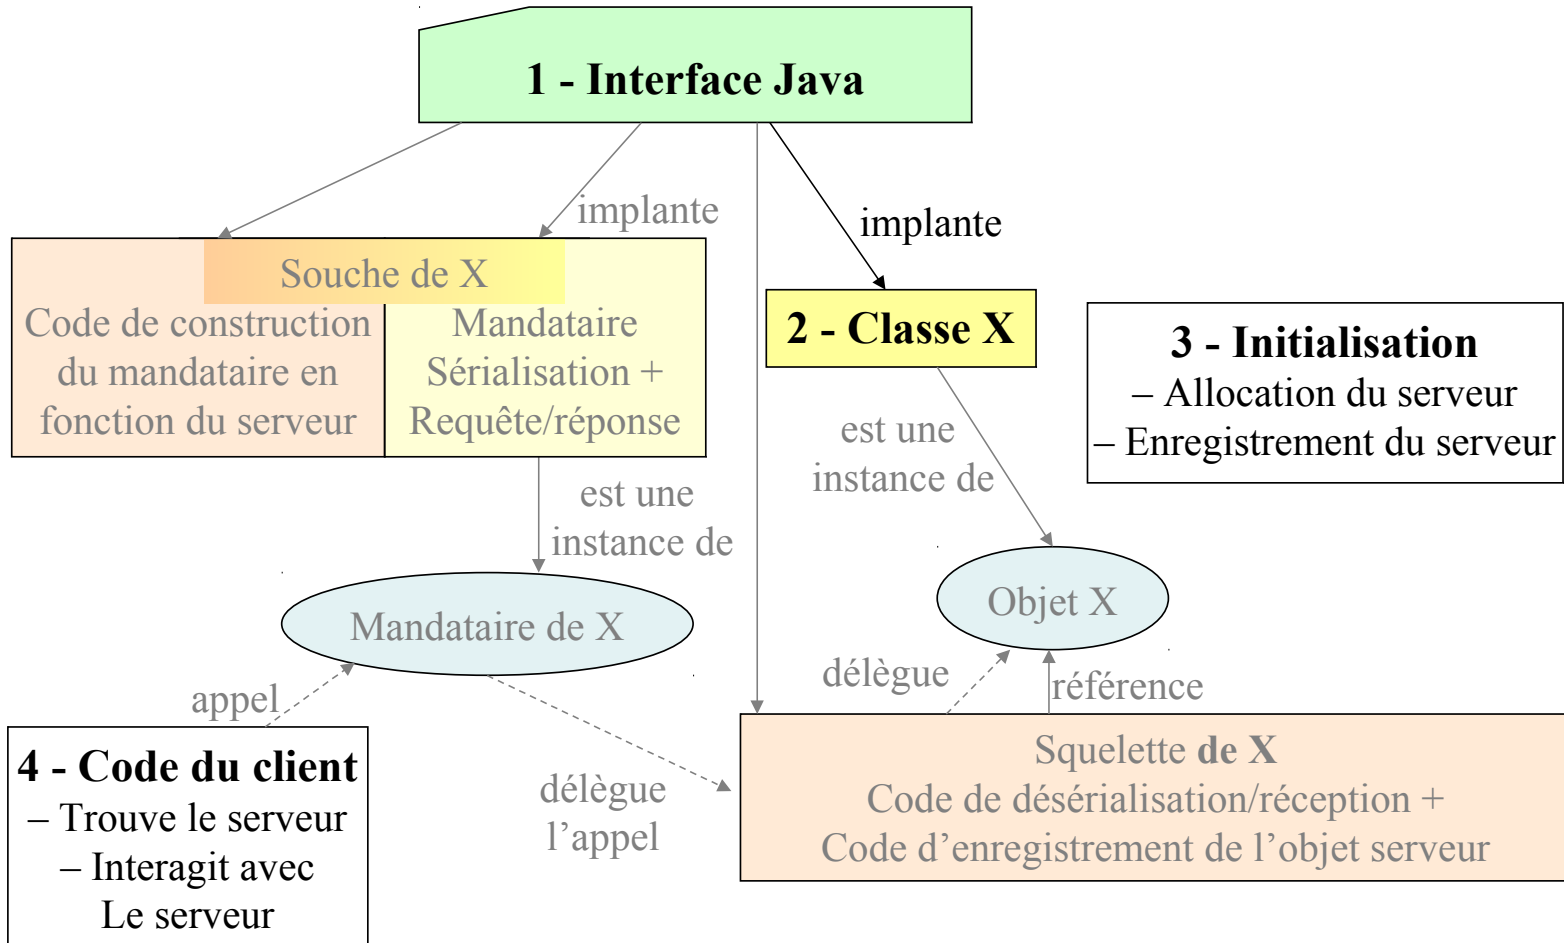 1 - Interface Java
implante
implante
Souche de X
Code de construction
du mandataire en
fonction du serveur
Mandataire
Sérialisation +
Requête/réponse
2 - Classe X
3 - Initialisation
– Allocation du serveur
– Enregistrement du serveur
est une
instance de
est une
instance de
Mandataire de X
Objet X
appel
délègue
référence
4 - Code du client
– Trouve le serveur
– Interagit avec
Le serveur
délègue
l’appel
Squelette de X
Code de désérialisation/réception +
Code d’enregistrement de l’objet serveur